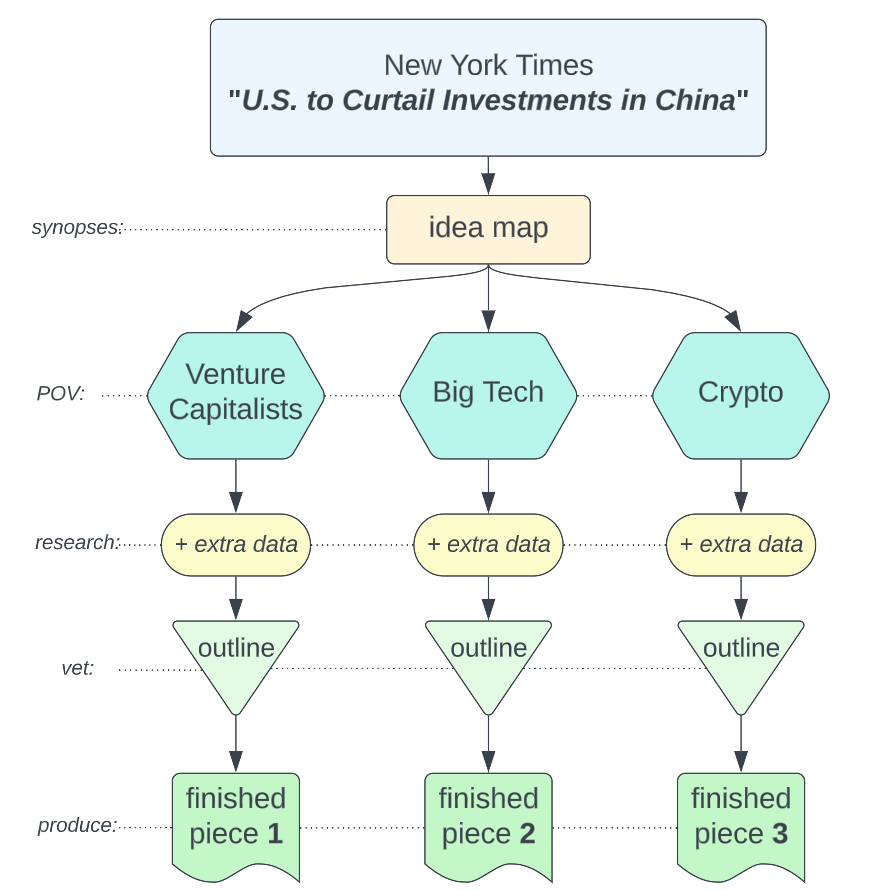 New York Times
"U.S. to Curtail Investments in China"
synopses:
idea map
POV:
Venture
Capitalists
Big Tech
Crypto
research:
+ extra data
+ extra data
+ extra data
vet:
outline
outline
outline
produce:
finished
piece 1
finished
piece 2
finished
piece 3